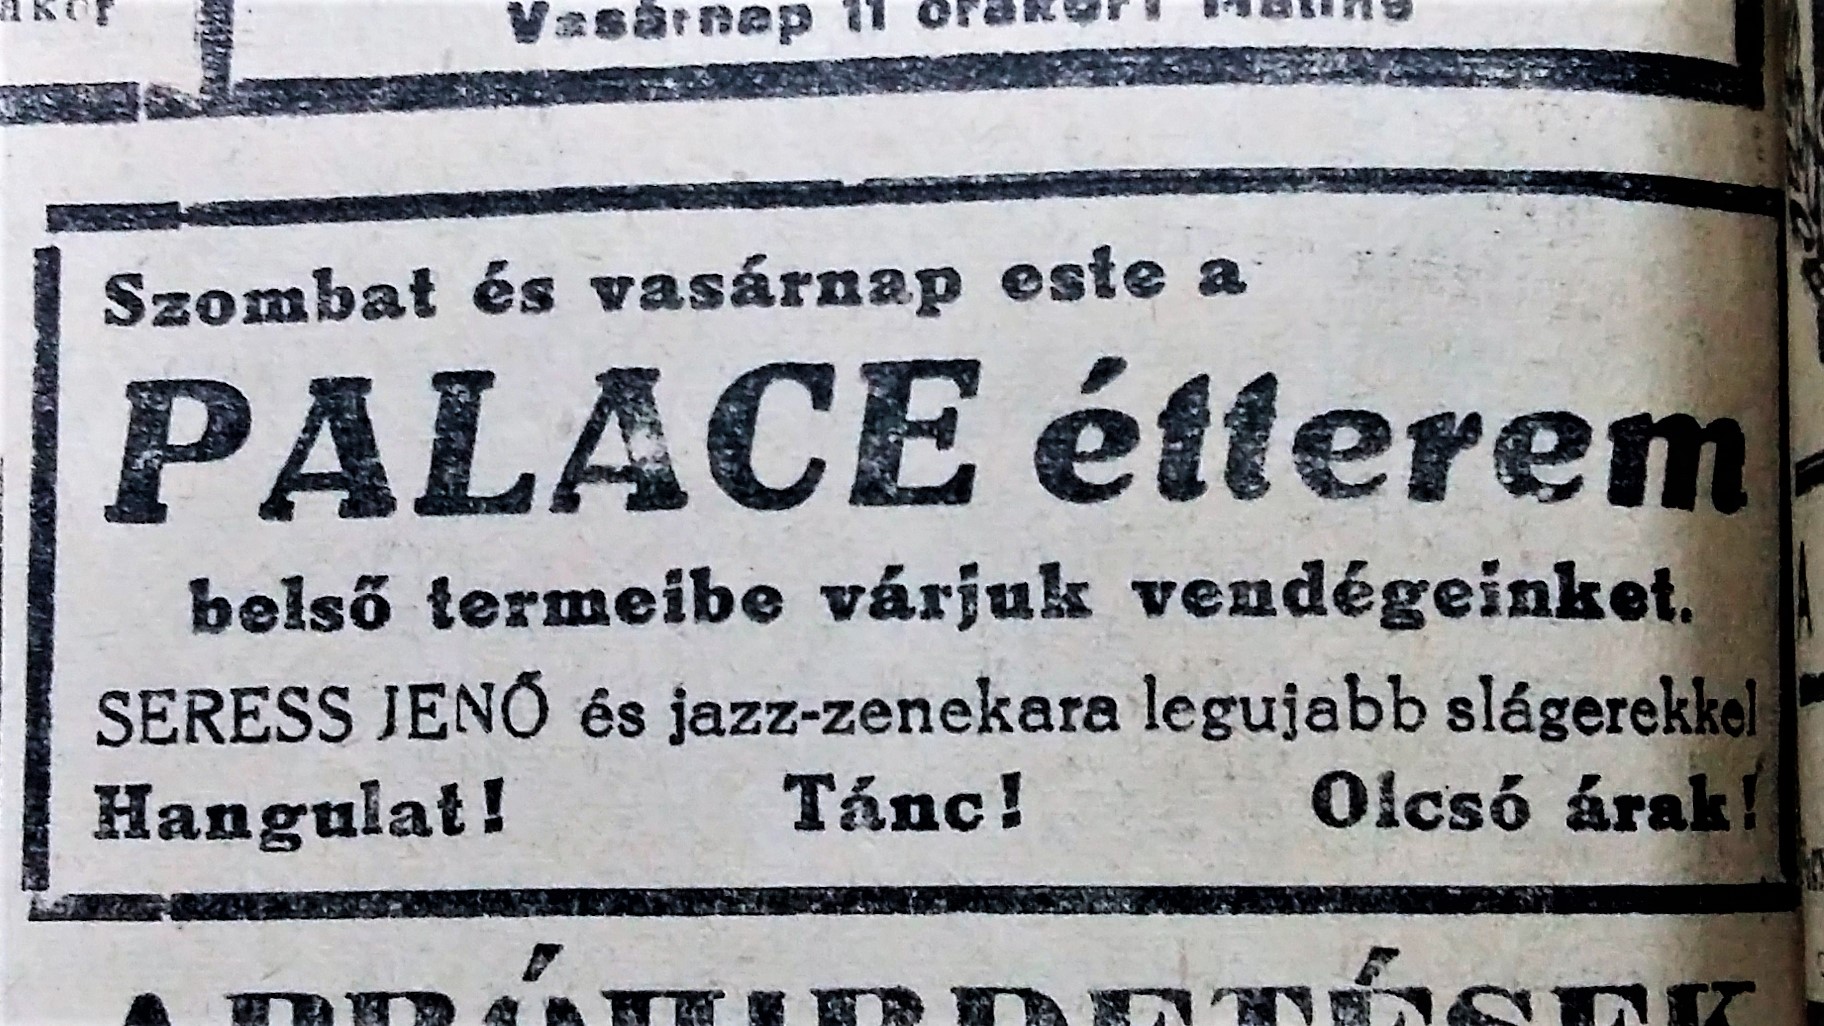 Vasárnap 11 órakor! Matiné
Szombat és vasárnap este a
PALACE étterem
belső termeibe várjuk vendégeinket.
SERESS JENŐ és jazz-zenekara legujabb slágerekkel
Hangulat! Tánc! Olcsó árak!
APRÓHIRDETÉSEK